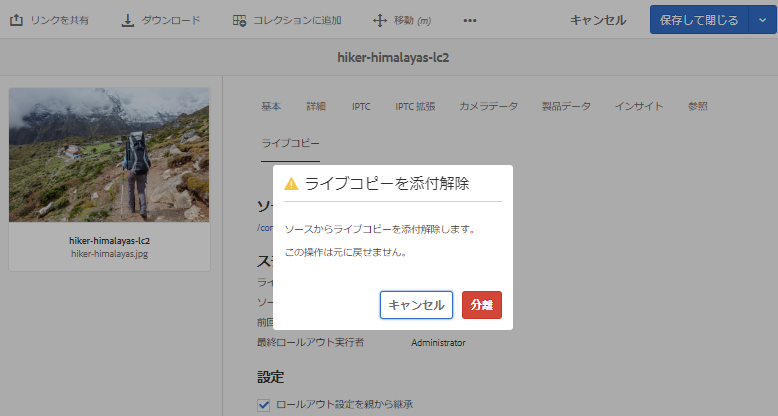 リンクを共有 ダウンロード コレクションに追加 移動 (m) ••• キャンセル 保存して閉じる
hiker-himalayas-lc2
基本 詳細 IPTC IPTC 拡張 カメラデータ 製品データ インサイト 参照
ライブコピー
hiker-himalayas-lc2
hiker-himalayas.jpg
ライブコピーを添付解除
ソースからライブコピーを添付解除します。
この操作は元に戻せません。
キャンセル 分離
ソー
/con
ステ
ライ
ソー
前回
最終ロールアウト実行者 Administrator
設定
ロールアウト設定を親から継承